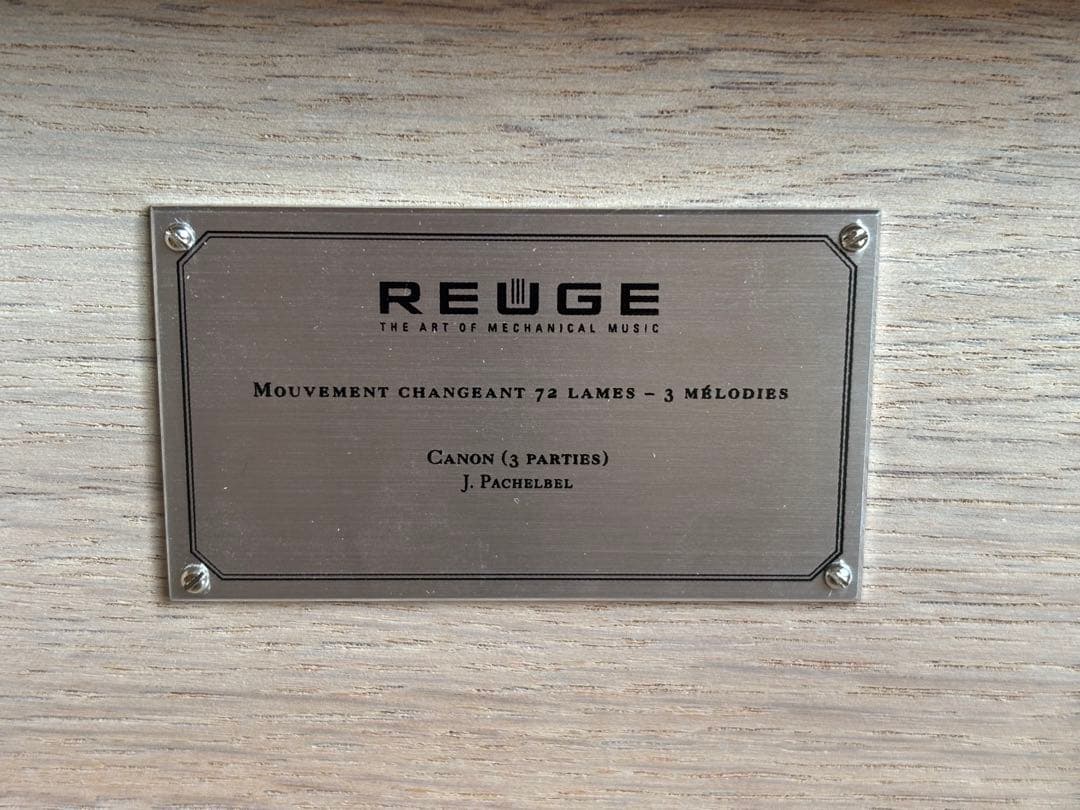 REUGE
THE ART OF MECHANICAL MUSIC
MOUVEMENT CHANGEANT 72 LAMES – 3 MÉLODIES
CANON (3 PARTIES)
J. PACHELBEL